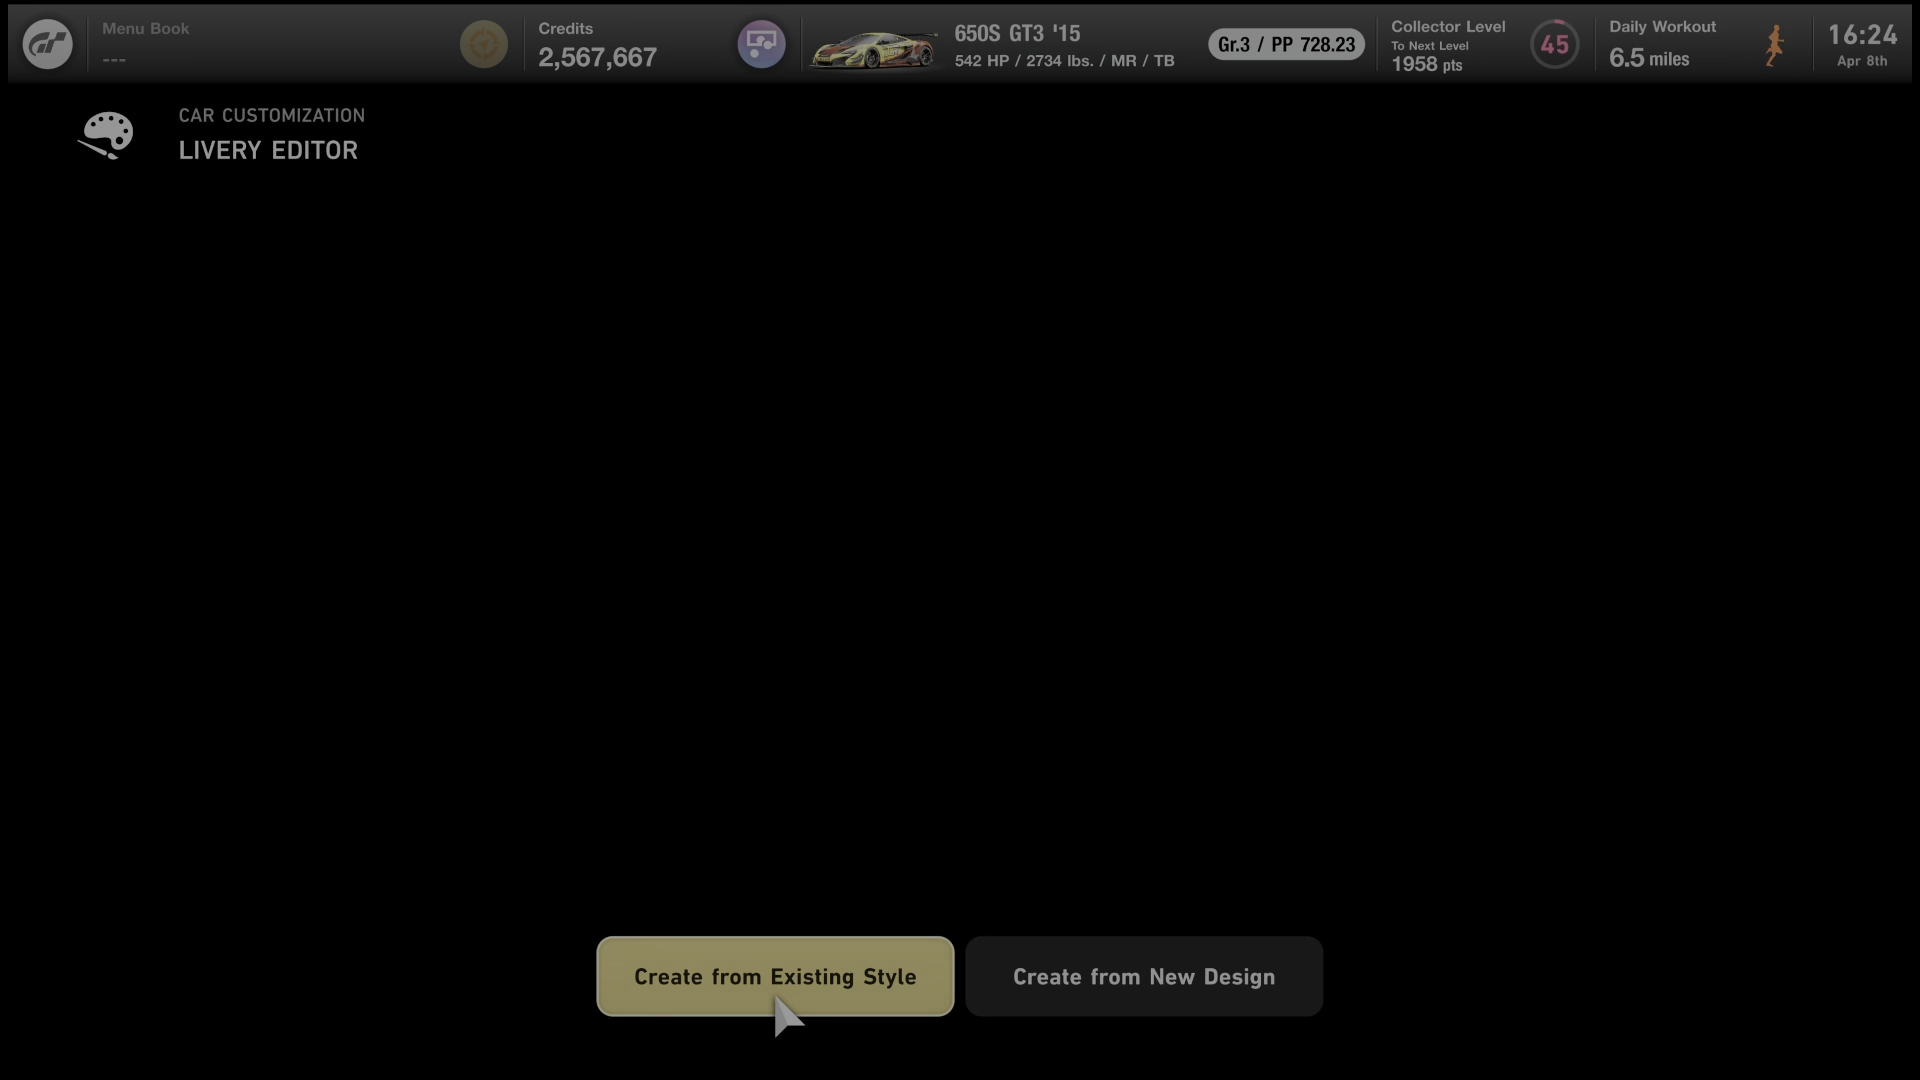 Menu Book
---
Credits
2,567,667
650S GT3 '15
542 HP / 2734 lbs. / MR / TB
Gr.3 / PP 728.23
Collector Level
To Next Level
1958 pts
45
Daily Workout
6.5 miles
16:24
Apr 8th
CAR CUSTOMIZATION
LIVERY EDITOR
Create from Existing Style
Create from New Design